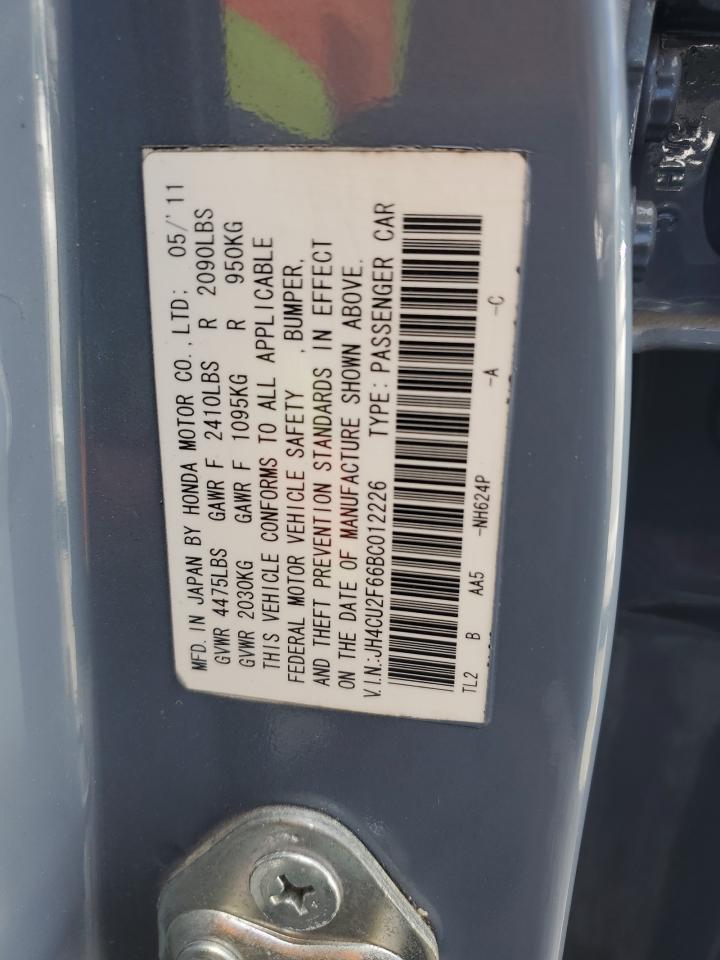 MFD. IN JAPAN BY HONDA MOTOR CO., LTD; 05/'11
GVWR 4475LBS GAWR F 2410LBS R 2090LBS
GVWR 2030KG GAWR F 1095KG R 950KG
THIS VEHICLE CONFORMS TO ALL APPLICABLE
FEDERAL MOTOR VEHICLE SAFETY , BUMPER,
AND THEFT PREVENTION STANDARDS IN EFFECT
ON THE DATE OF MANUFACTURE SHOWN ABOVE.
V.I.N.:JH4CU2F66BC012226 TYPE: PASSENGER CAR
TL2 B AA5 -NH624P -A -C